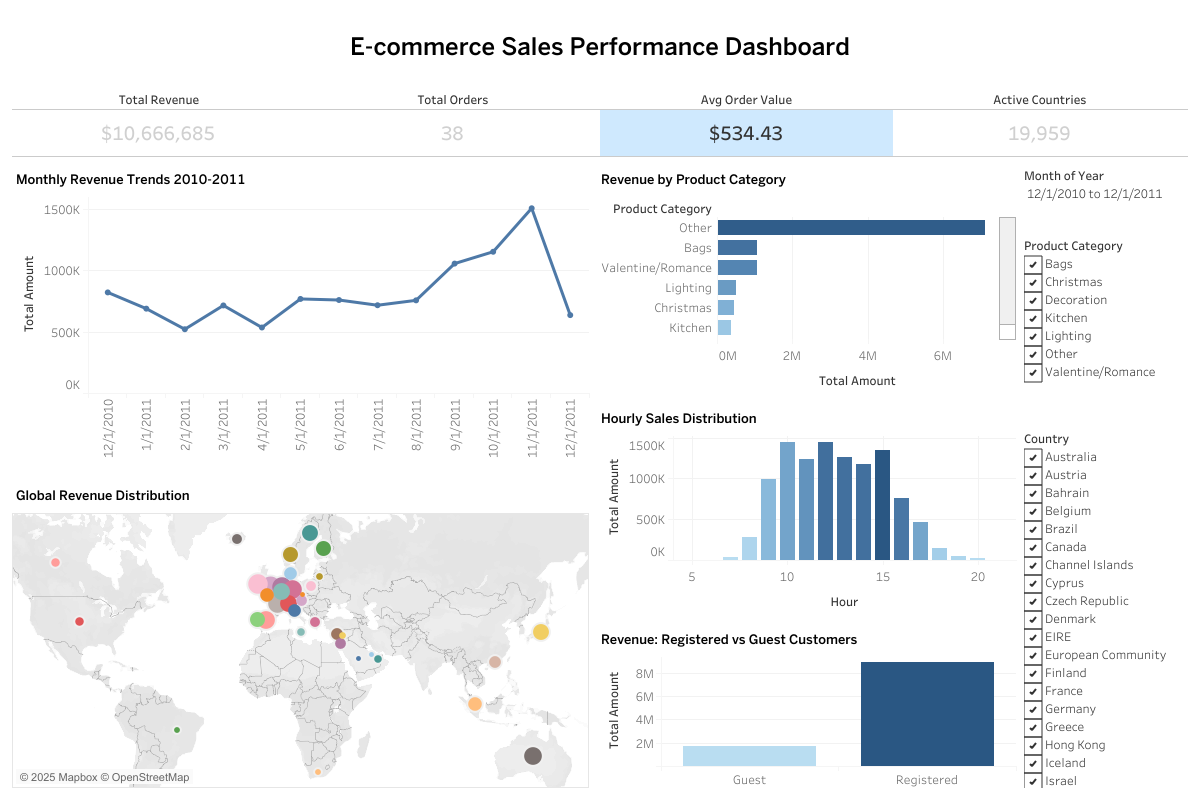 E-commerce Sales Performance Dashboard
Total Revenue Total Orders Avg Order Value Active Countries
$10,666,685 38 $534.43 19,959
Monthly Revenue Trends 2010-2011
Total Amount
1500K
1000K
500K
0K
12/1/2010 1/1/2011 2/1/2011 3/1/2011 4/1/2011 5/1/2011 6/1/2011 7/1/2011 8/1/2011 9/1/2011 10/1/2011 11/1/2011 12/1/2011
Global Revenue Distribution
© 2025 Mapbox © OpenStreetMap
Revenue by Product Category
Product Category
Other
Bags
Valentine/Romance
Lighting
Christmas
Kitchen
0M 2M 4M 6M
Total Amount
Hourly Sales Distribution
Total Amount
1500K
1000K
500K
0K
5 10 15 20
Hour
Revenue: Registered vs Guest Customers
Total Amount
8M
6M
4M
2M
Guest Registered
Month of Year
12/1/2010 to 12/1/2011
Product Category
Bags
Christmas
Decoration
Kitchen
Lighting
Other
Valentine/Romance
Country
Australia
Austria
Bahrain
Belgium
Brazil
Canada
Channel Islands
Cyprus
Czech Republic
Denmark
EIRE
European Community
Finland
France
Germany
Greece
Hong Kong
Iceland
Israel